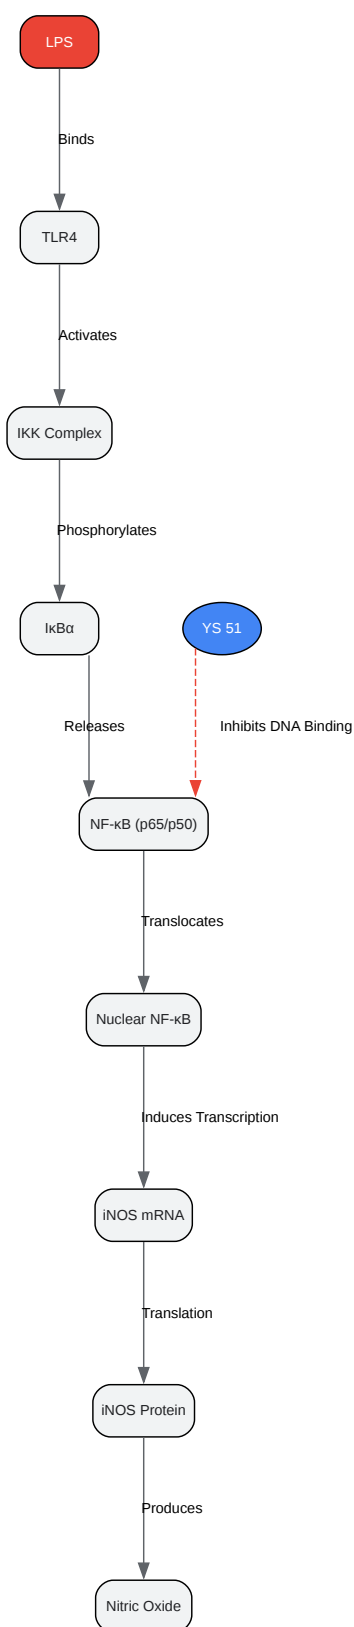 LPS
Binds
TLR4
Activates
IKK Complex
Phosphorylates
IκBα
YS 51
Releases
Inhibits DNA Binding
NF-κB (p65/p50)
Translocates
Nuclear NF-κB
Induces Transcription
iNOS mRNA
Translation
iNOS Protein
Produces
Nitric Oxide